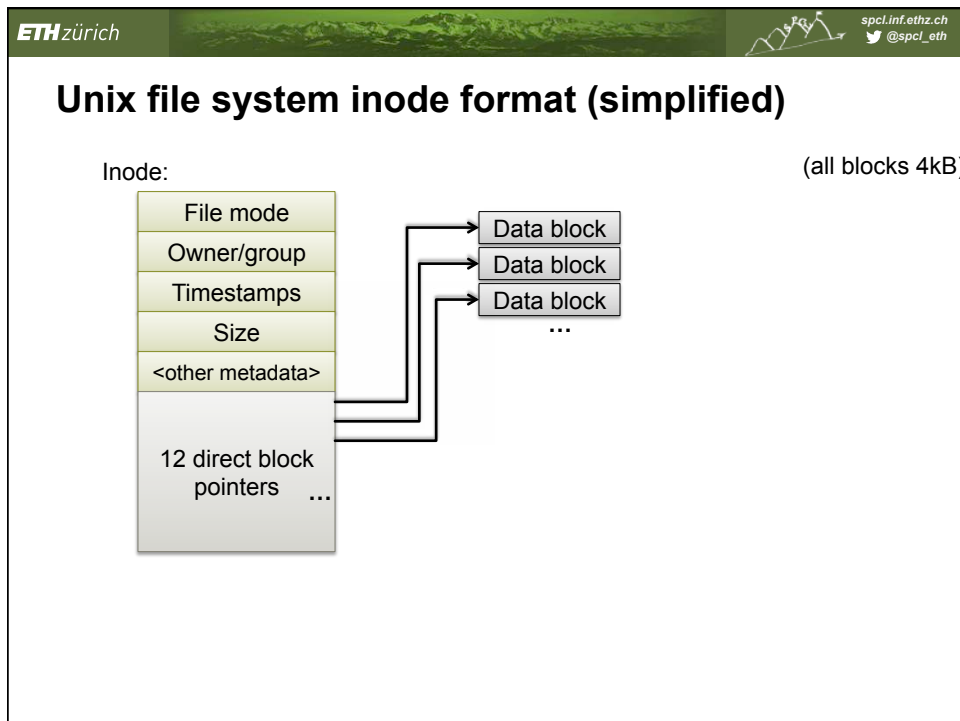 ETH zürich
spcl.inf.ethz.ch
@spcl_eth
Unix file system inode format (simplified)
Inode:
(all blocks 4kB)
File mode
Owner/group
Timestamps
Size
<other metadata>
12 direct block
pointers ...
Data block
Data block
Data block
...